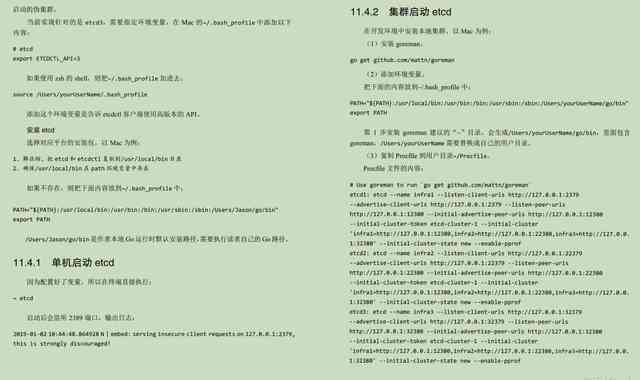 启动的伪集群。
当前实现针对的是 etcd3，需要指定环境变量，在 Mac 的~/.bash_profile 中添加以下
内容：
# etcd
export ETCDCTL_API=3
如果使用 zsh 的 shell，则把~/.bash_profile 加进去：
source /Users/yourUserName/.bash_profile
添加这个环境变量是告诉 etcdctl 客户端使用高版本的 API。
安装 etcd
选择对应平台的安装包，以 Mac 为例：
1. 解压缩，把 etcd 和 etcdctl 复制到/usr/local/bin 目录
2. 确保/usr/local/bin 在 path 环境变量中存在
如果不存在，则把下面内容放到~/.bash_profile 中：
PATH="${PATH}:/usr/local/bin:/usr/bin:/bin:/usr/sbin:/sbin:/Users/Jason/go/bin"
export PATH
/Users/Jason/go/bin 是作者本地 Go 运行时默认安装路径，需要换成读者自己的 Go 路径。
11.4.1 单机启动 etcd
因为配置好了变量，所以在终端直接执行：
→ etcd
启动后会监听 2389 端口，输出日志：
2019-01-02 10:44:48.864928 N | embed: serving insecure client requests on 127.0.0.1:2379,
this is strongly discouraged!
11.4.2 集群启动 etcd
在开发环境中安装本地集群，以 Mac 为例：
（1）安装 goreman。
go get github.com/mattn/goreman
（2）添加环境变量。
把下面的内容放到~/.bash_profile 中：
PATH="${PATH}:/usr/local/bin:/usr/bin:/bin:/usr/sbin:/sbin:/Users/yourUserName/go/bin"
export PATH
第 1 步安装 goreman 建议的“~”目录，会生成/Users/yourUserName/go/bin，里面包含
goreman，/Users/yourUserName 需要替换成自己的用户目录。
（3）复制 Procfile 到用户目录~/Procfile。
Procfile 文件的内容：
# Use goreman to run `go get github.com/mattn/goreman`
etcd1: etcd --name infra1 --listen-client-urls http://127.0.0.1:2379
--advertise-client-urls http://127.0.0.1:2379 --listen-peer-urls
http://127.0.0.1:12380 --initial-advertise-peer-urls http://127.0.0.1:12380
--initial-cluster-token etcd-cluster-1 --initial-cluster
'infra1=http://127.0.0.1:12380,infra2=http://127.0.0.1:22380,infra3=http://127.0.0.
1:32380' --initial-cluster-state new --enable-pprof
etcd2: etcd --name infra2 --listen-client-urls http://127.0.0.1:22379
--advertise-client-urls http://127.0.0.1:22379 --listen-peer-urls
http://127.0.0.1:22380 --initial-advertise-peer-urls http://127.0.0.1:22380
--initial-cluster-token etcd-cluster-1 --initial-cluster
'infra1=http://127.0.0.1:12380,infra2=http://127.0.0.1:22380,infra3=http://127.0.0.
1:32380' --initial-cluster-state new --enable-pprof
etcd3: etcd --name infra3 --listen-client-urls http://127.0.0.1:32379
--advertise-client-urls http://127.0.0.1:32379 --listen-peer-urls
http://127.0.0.1:32380 --initial-advertise-peer-urls http://127.0.0.1:32380
--initial-cluster-token etcd-cluster-1 --initial-cluster
'infra1=http://127.0.0.1:12380,infra2=http://127.0.0.1:22380,infra3=http://127.0.0.
1:32380' --initial-cluster-state new --enable-pprof